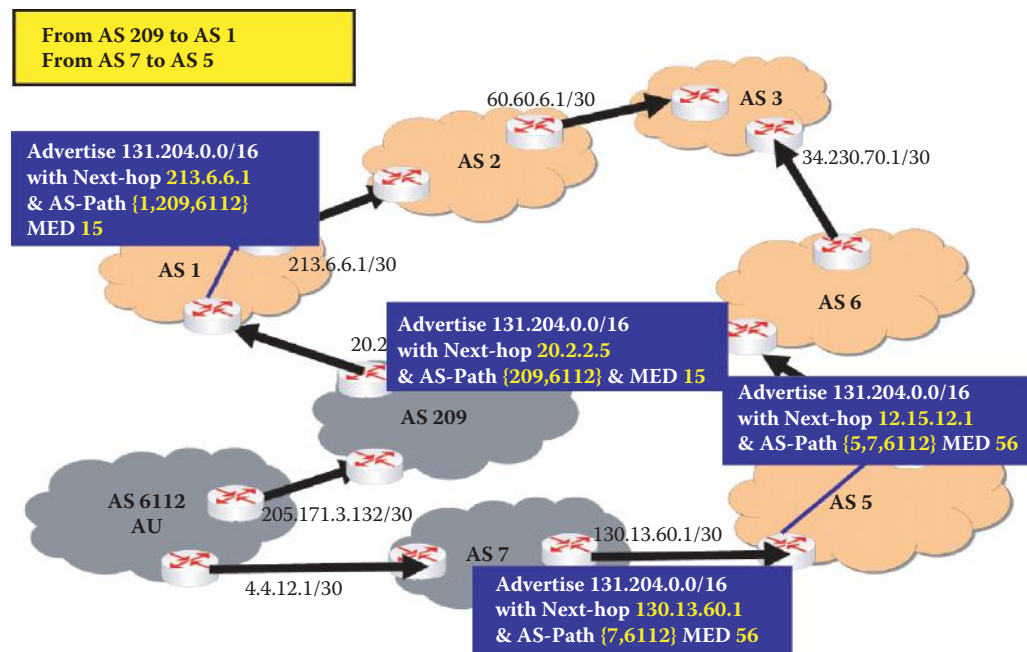 From AS 209 to AS 1
From AS 7 to AS 5
60.60.6.1/30
AS 3
AS 2
34.230.70.1/30
Advertise 131.204.0.0/16
with Next-hop 213.6.6.1
& AS-Path {1,209,6112}
MED 15
AS 1
213.6.6.1/30
AS 6
20.2
Advertise 131.204.0.0/16
with Next-hop 20.2.2.5
& AS-Path {209,6112} & MED 15
Advertise 131.204.0.0/16
with Next-hop 12.15.12.1
& AS-Path {5,7,6112} MED 56
AS 209
AS 6112
AU
205.171.3.132/30
AS 5
130.13.60.1/30
AS 7
4.4.12.1/30
Advertise 131.204.0.0/16
with Next-hop 130.13.60.1
& AS-Path {7,6112} MED 56